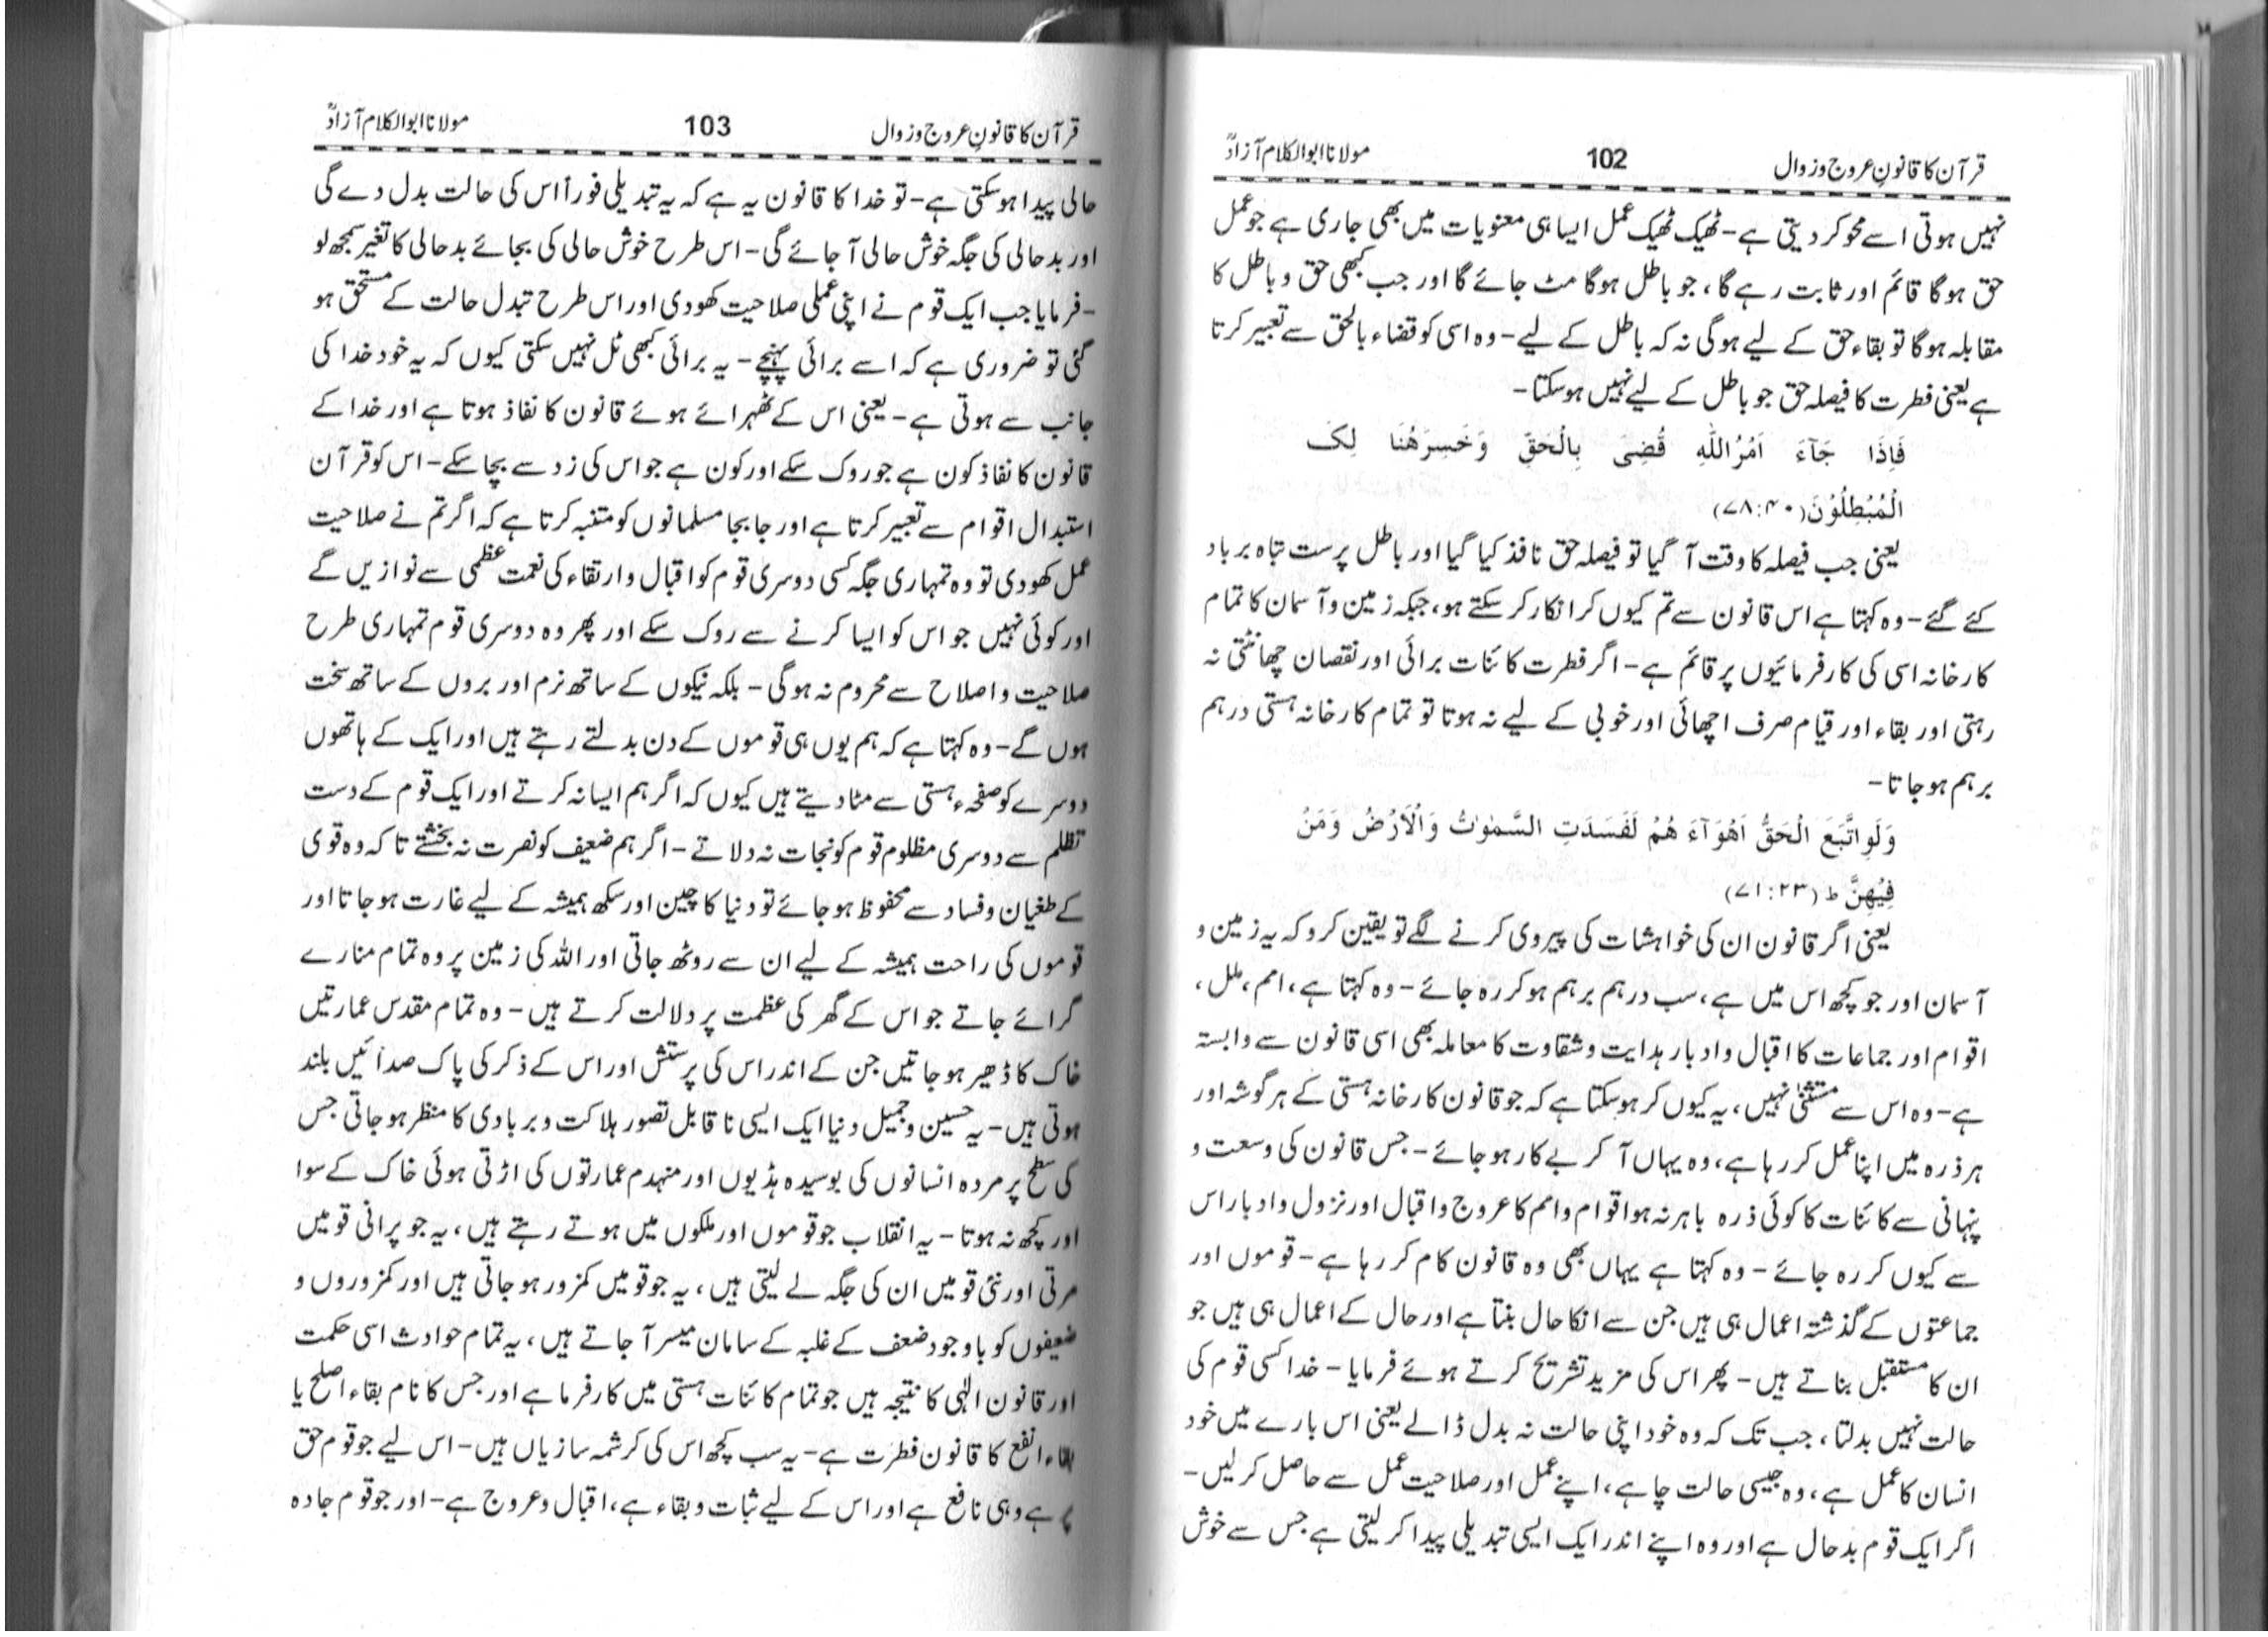 قرآن کا قانونِ عروج و زوال 102 مولانا ابوالکلام آزادؒ
نہیں ہوتی اسے محو کر دیتی ہے- ٹھیک ٹھیک عمل ایسا ہی معنویات میں بھی جاری ہے جو عمل
حق ہوگا قائم اور ثابت رہے گا، جو باطل ہوگا مٹ جائے گا اور جب کبھی حق و باطل کا
مقابلہ ہوگا تو بقاء حق کے لیے ہوگی نہ کہ باطل کے لیے- وہ اسی کو قضاء بالحق سے تعبیر کرتا
ہے یعنی فطرت کا فیصلہ حق جو باطل کے لیے نہیں ہو سکتا-
فَاِذَا جَآءَ اَمْرُ اللّٰهِ قُضِیَ بِالْحَقِّ وَخَسِرَهُنَا لِکَ
الْمُبْطِلُوْنَ (۷۸:۴۰)
یعنی جب فیصلہ کا وقت آ گیا تو فیصلہ حق نافذ کیا گیا اور باطل پرست تباہ برباد
کئے گئے- وہ کہتا ہے اس قانون سے تم کیوں کر انکار کر سکتے ہو، جبکہ زمین و آسمان کا تمام
کارخانہ اسی کی کارفرمائیوں پر قائم ہے- اگر فطرت کائنات برائی اور نقصان چھانٹتی نہ
رہتی اور بقاء اور قیام صرف اچھائی اور خوبی کے لیے نہ ہوتا تو تمام کارخانہ ہستی درہم
برہم ہو جاتا-
وَلَوِ اتَّبَعَ الْحَقُّ اَهْوَآءَ هُمْ لَفَسَدَتِ السَّمٰوٰتُ وَالْاَرْضُ وَمَنْ
فِیْهِنَّ ط (۷۱:۲۳)
یعنی اگر قانون ان کی خواہشات کی پیروی کرنے لگے تو یقین کرو کہ یہ زمین و
آسمان اور جو کچھ اس میں ہے، سب درہم برہم ہو کر رہ جائے- وہ کہتا ہے، امم، ملل،
اقوام اور جماعات کا اقبال و ادبار ہدایت و شقاوت کا معاملہ بھی اسی قانون سے وابستہ
ہے- وہ اس سے مستثنیٰ نہیں، یہ کیوں کر ہو سکتا ہے کہ جو قانون کارخانہ ہستی کے ہر گوشہ اور
ہر ذرہ میں اپنا عمل کر رہا ہے، وہ یہاں آ کر بے کار ہو جائے- جس قانون کی وسعت و
پنہائی سے کائنات کا کوئی ذرہ باہر نہ ہو اقوام و امم کا عروج و اقبال اور نزول و ادبار اس
سے کیوں کر رہ جائے- وہ کہتا ہے یہاں بھی وہ قانون کام کر رہا ہے- قوموں اور
جماعتوں کے گذشتہ اعمال ہی ہیں جن سے انکا حال بنتا ہے اور حال کے اعمال ہی ہیں جو
ان کا مستقبل بناتے ہیں- پھر اس کی مزید تشریح کرتے ہوئے فرمایا- خدا کسی قوم کی
حالت نہیں بدلتا، جب تک کہ وہ خود اپنی حالت نہ بدل ڈالے یعنی اس بارے میں خود
انسان کا عمل ہے، وہ جیسی حالت چاہے، اپنے عمل اور صلاحیت عمل سے حاصل کر لیں-
اگر ایک قوم بدحال ہے اور وہ اپنے اندر ایک ایسی تبدیلی پیدا کر لیتی ہے جس سے خوش
قرآن کا قانونِ عروج و زوال 103 مولانا ابوالکلام آزادؒ
حالی پیدا ہو سکتی ہے- تو خدا کا قانون یہ ہے کہ یہ تبدیلی فوراً اس کی حالت بدل دے گی
اور بدحالی کی جگہ خوش حالی آ جائے گی- اس طرح خوش حالی کی بجائے بدحالی کا تغیر سمجھ لو
- فرمایا جب ایک قوم نے اپنی عملی صلاحیت کھودی اور اس طرح تبدل حالت کے مستحق ہو
گئی تو ضروری ہے کہ اسے برائی پہنچے- یہ برائی کبھی ٹل نہیں سکتی کیوں کہ یہ خود خدا کی
جانب سے ہوتی ہے- یعنی اس کے ٹھہرائے ہوئے قانون کا نفاذ ہوتا ہے اور خدا کے
قانون کا نفاذ کون ہے جو روک سکے اور کون ہے جو اس کی زد سے بچا سکے- اس کو قرآن
استبدال اقوام سے تعبیر کرتا ہے اور جابجا مسلمانوں کو متنبہ کرتا ہے کہ اگر تم نے صلاحیت
عمل کھودی تو وہ تمہاری جگہ کسی دوسری قوم کو اقبال و ارتقاء کی نعمت عظمی سے نوازیں گے
اور کوئی نہیں جو اس کو ایسا کرنے سے روک سکے اور پھر وہ دوسری قوم تمہاری طرح
صلاحیت و اصلاح سے محروم نہ ہوگی- بلکہ نیکوں کے ساتھ نرم اور بروں کے ساتھ سخت
ہوں گے- وہ کہتا ہے کہ ہم یوں ہی قوموں کے دن بدلتے رہتے ہیں اور ایک کے ہاتھوں
دوسرے کو صفحہء ہستی سے مٹا دیتے ہیں کیوں کہ اگر ہم ایسا نہ کرتے اور ایک قوم کے دست
تظلم سے دوسری مظلوم قوم کو نجات نہ دلاتے- اگر ہم ضعیف کو نصرت نہ بخشتے تا کہ وہ قوی
کے طغیان و فساد سے محفوظ ہو جائے تو دنیا کا چین اور سکھ ہمیشہ کے لیے غارت ہو جاتا اور
قوموں کی راحت ہمیشہ کے لیے ان سے روٹھ جاتی اور اللہ کی زمین پر وہ تمام منارے
گرائے جاتے جو اس کے گھر کی عظمت پر دلالت کرتے ہیں- وہ تمام مقدس عمارتیں
خاک کا ڈھیر ہو جاتیں جن کے اندر اس کی پرستش اور اس کے ذکر کی پاک صدائیں بلند
ہوتی ہیں- یہ حسین و جمیل دنیا ایک ایسی ناقابل تصور ہلاکت و بربادی کا منظر ہو جاتی جس
کی سطح پر مردہ انسانوں کی بوسیدہ ہڈیوں اور منہدم عمارتوں کی اڑتی ہوئی خاک کے سوا
اور کچھ نہ ہوتا- یہ انقلاب جو قوموں اور ملکوں میں ہوتے رہتے ہیں، یہ جو پرانی قومیں
مرتی اور نئی قومیں ان کی جگہ لے لیتی ہیں، یہ جو قومیں کمزور ہو جاتی ہیں اور کمزوروں و
ضعیفوں کو باوجود ضعف کے غلبہ کے سامان میسر آ جاتے ہیں، یہ تمام حوادث اسی حکمت
اور قانون الٰہی کا نتیجہ ہیں جو تمام کائنات ہستی میں کارفرما ہے اور جس کا نام بقاء اصلح یا
بقاء انفع کا قانون فطرت ہے- یہ سب کچھ اس کی کرشمہ سازیاں ہیں- اس لیے جو قوم حق
پر ہے وہی نافع ہے اور اس کے لیے ثبات و بقاء ہے، اقبال و عروج ہے- اور جو قوم جادہ